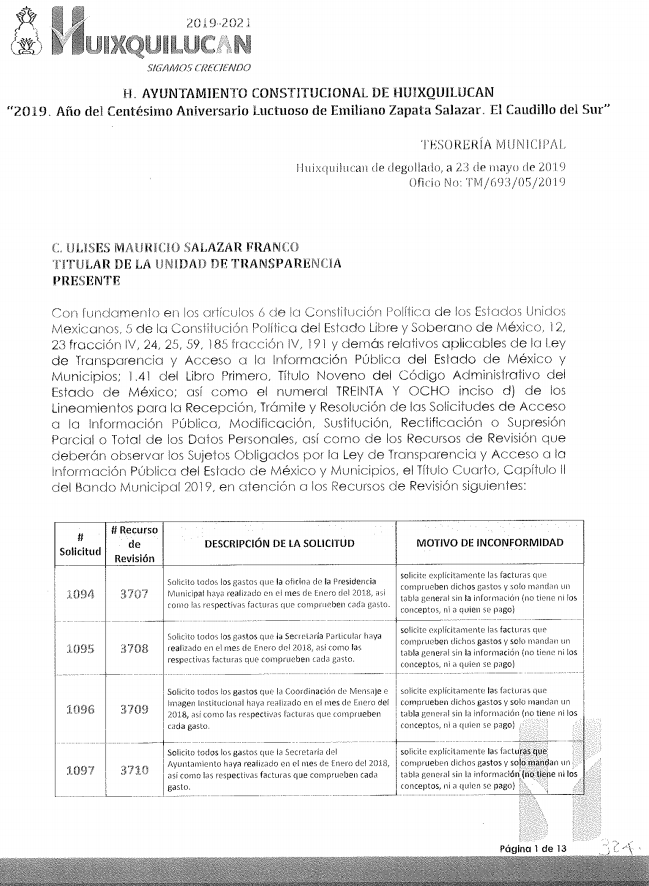 2019-2021
HUIXQUILUCAN
SIGAMOS CRECIENDO
H. AYUNTAMIENTO CONSTITUCIONAL DE HUIXQUILUCAN
"2019. Año del Centésimo Aniversario Luctuoso de Emiliano Zapata Salazar. El Caudillo del Sur"
TESORERÍA MUNICIPAL
Huixquilucan de degollado, a 23 de mayo de 2019
Oficio No: TM/693/05/2019
C. ULISES MAURICIO SALAZAR FRANCO
TITULAR DE LA UNIDAD DE TRANSPARENCIA
PRESENTE
Con fundamento en los artículos 6 de la Constitución Política de los Estados Unidos
Mexicanos, 5 de la Constitución Política del Estado Libre y Soberano de México, 12,
23 fracción IV, 24, 25, 59, 185 fracción IV, 191 y demás relativos aplicables de la Ley
de Transparencia y Acceso a la Información Pública del Estado de México y
Municipios; 1.41 del Libro Primero, Título Noveno del Código Administrativo del
Estado de México; así como el numeral TREINTA Y OCHO inciso d) de los
Lineamientos para la Recepción, Trámite y Resolución de las Solicitudes de Acceso
a la Información Pública, Modificación, Sustitución, Rectificación o Supresión
Parcial o Total de los Datos Personales, así como de los Recursos de Revisión que
deberán observar los Sujetos Obligados por la Ley de Transparencia y Acceso a la
Información Pública del Estado de México y Municipios, el Título Cuarto, Capítulo II
del Bando Municipal 2019, en atención a los Recursos de Revisión siguientes:
# Solicitud
# Recurso de Revisión
DESCRIPCIÓN DE LA SOLICITUD
MOTIVO DE INCONFORMIDAD
1094
3707
Solicito todos los gastos que la oficina de la Presidencia
Municipal haya realizado en el mes de Enero del 2018, así
como las respectivas facturas que comprueben cada gasto.
solicite explícitamente las facturas que
comprueben dichos gastos y solo mandan un
tabla general sin la información (no tiene ni los
conceptos, ni a quien se pago)
1095
3708
Solicito todos los gastos que la Secretaría Particular haya
realizado en el mes de Enero del 2018, así como las
respectivas facturas que comprueben cada gasto.
solicite explícitamente las facturas que
comprueben dichos gastos y solo mandan un
tabla general sin la información (no tiene ni los
conceptos, ni a quien se pago)
1096
3709
Solicito todos los gastos que la Coordinación de Mensaje e
Imagen Institucional haya realizado en el mes de Enero del
2018, así como las respectivas facturas que comprueben
cada gasto.
solicite explícitamente las facturas que
comprueben dichos gastos y solo mandan un
tabla general sin la información (no tiene ni los
conceptos, ni a quien se pago)
1097
3710
Solicito todos los gastos que la Secretaría del
Ayuntamiento haya realizado en el mes de Enero del 2018,
así como las respectivas facturas que comprueben cada
gasto.
solicite explícitamente las facturas que
comprueben dichos gastos y solo mandan un
tabla general sin la información (no tiene ni los
conceptos, ni a quien se pago)
Página 1 de 13